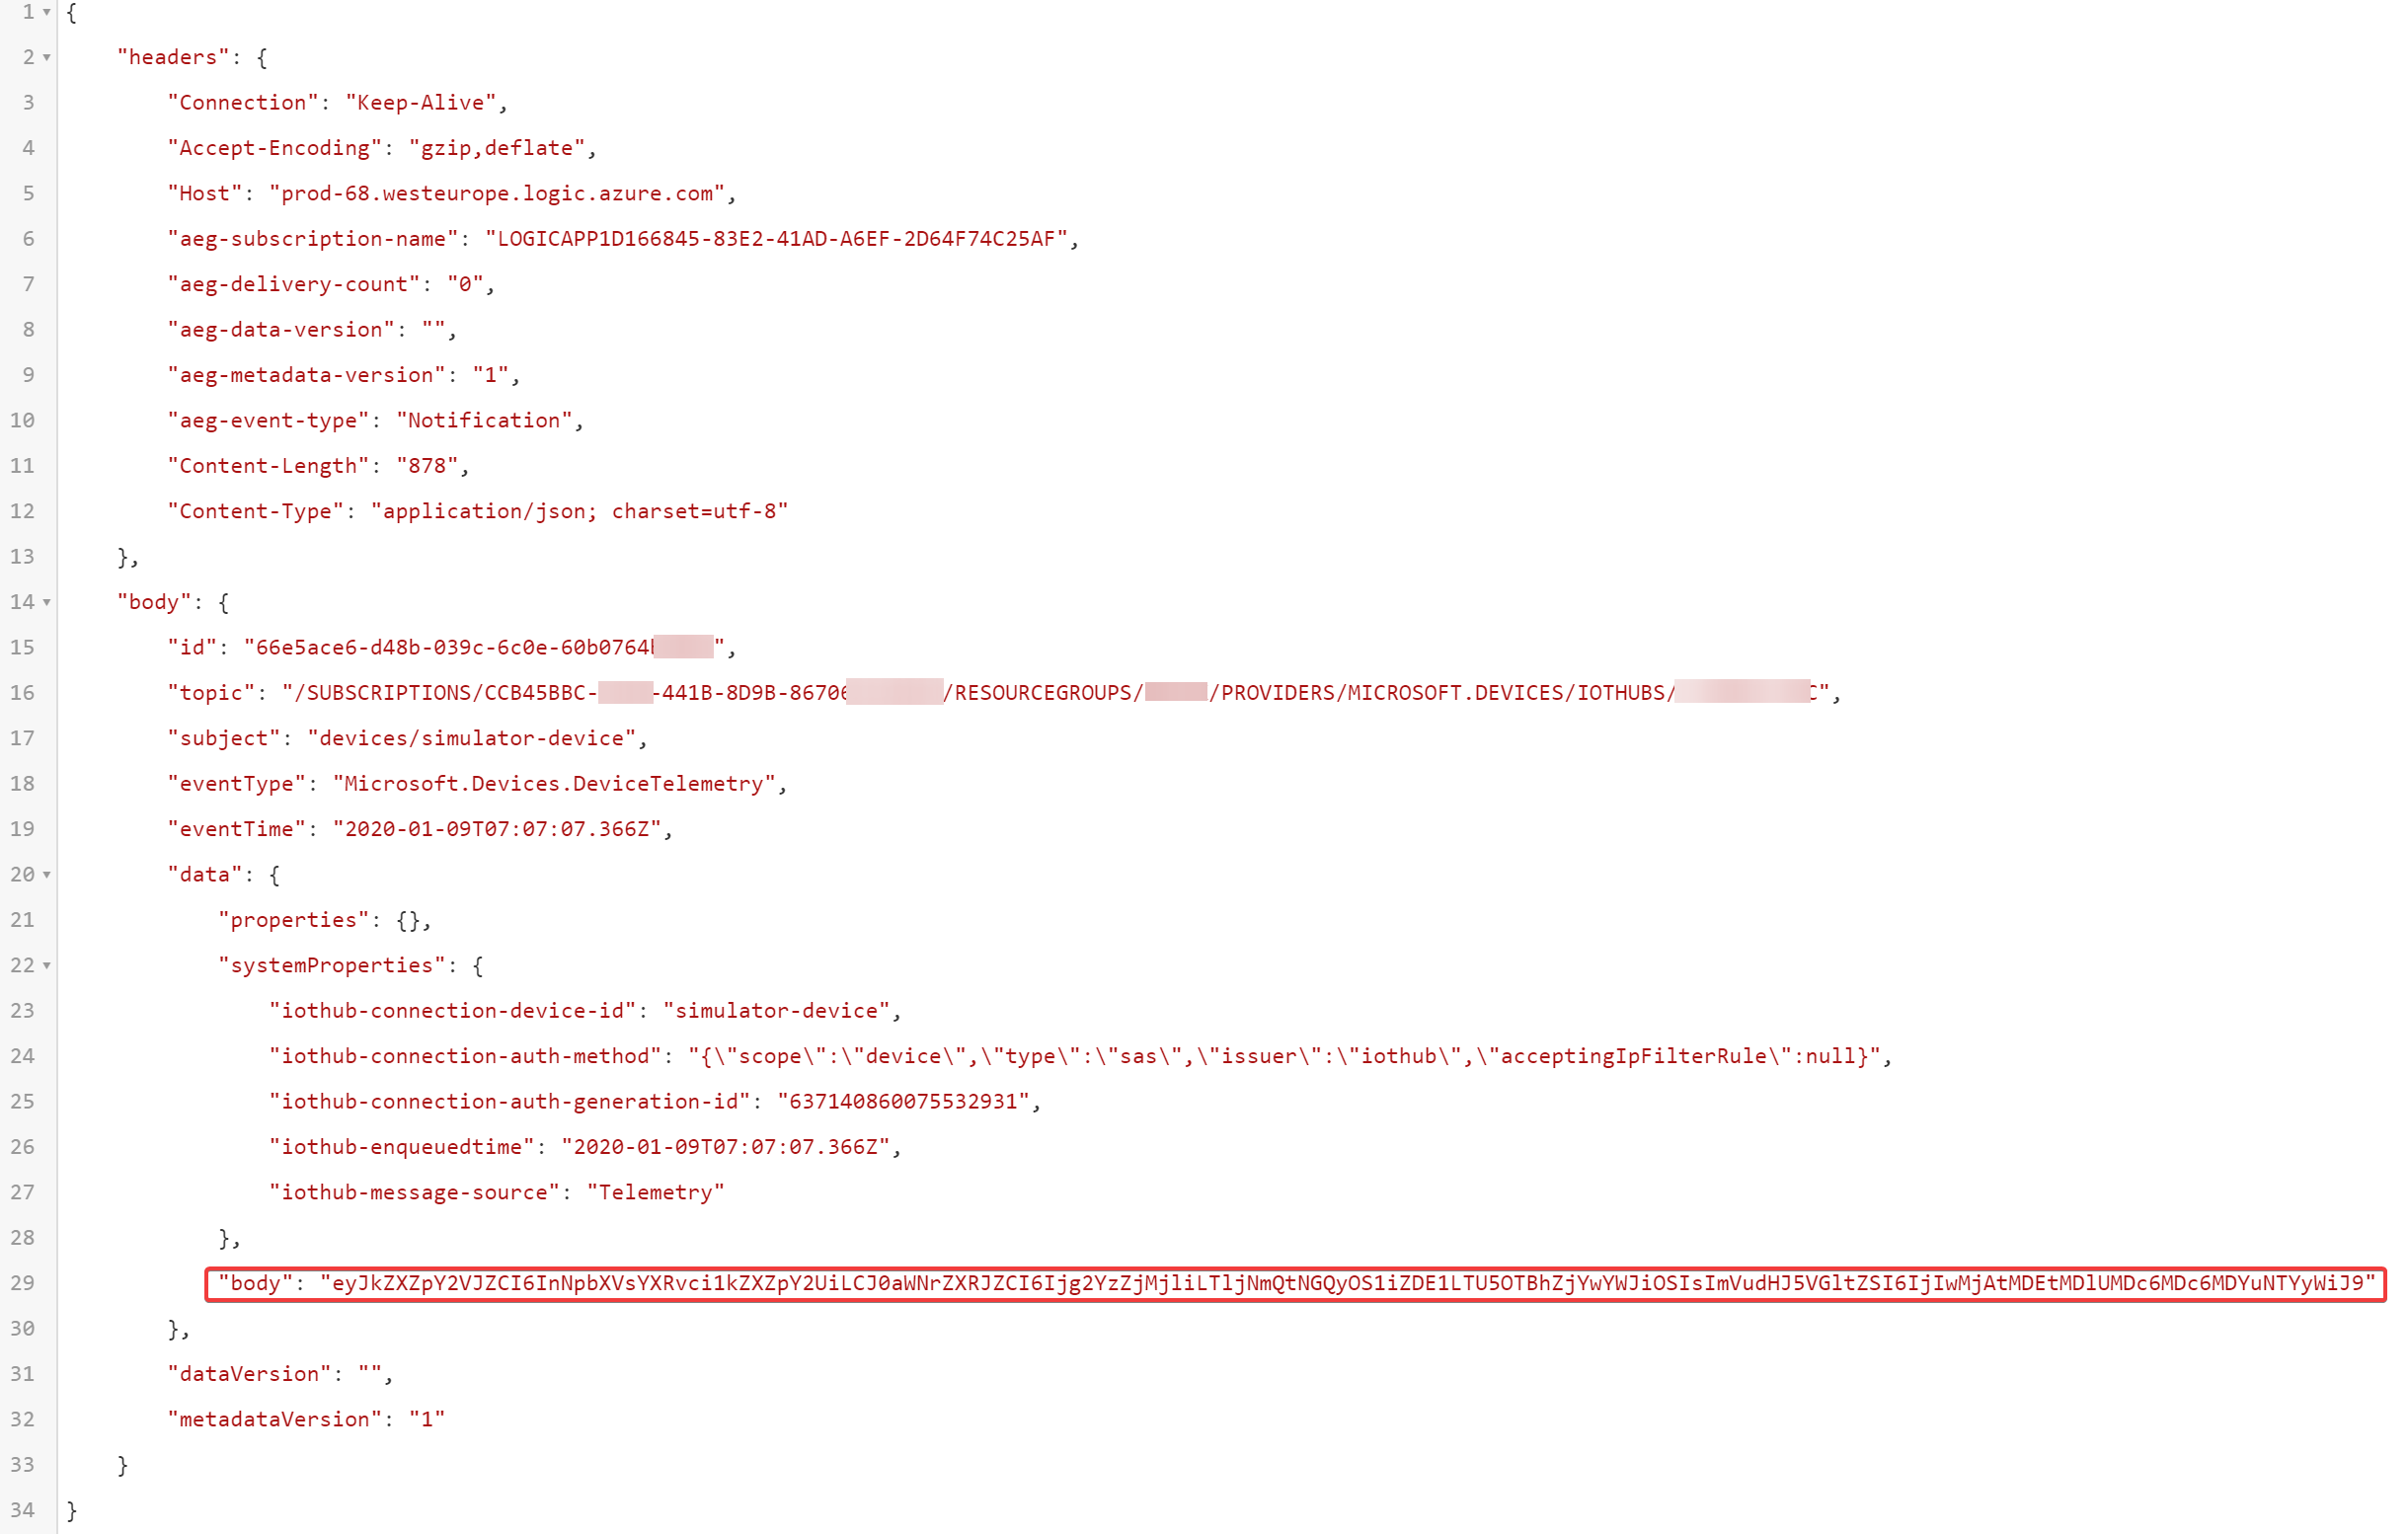 1 {
2 "headers": {
3 "Connection": "Keep-Alive",
4 "Accept-Encoding": "gzip,deflate",
5 "Host": "prod-68.westeurope.logic.azure.com",
6 "aeg-subscription-name": "LOGICAPP1D166845-83E2-41AD-A6EF-2D64F74C25AF",
7 "aeg-delivery-count": "0",
8 "aeg-data-version": "",
9 "aeg-metadata-version": "1",
10 "aeg-event-type": "Notification",
11 "Content-Length": "878",
12 "Content-Type": "application/json; charset=utf-8"
13 },
14 "body": {
15 "id": "66e5ace6-d48b-039c-6c0e-60b0764 ",
16 "topic": "/SUBSCRIPTIONS/CCB45BBC- -441B-8D9B-8670 /RESOURCEGROUPS/ /PROVIDERS/MICROSOFT.DEVICES/IOTHUBS/ C",
17 "subject": "devices/simulator-device",
18 "eventType": "Microsoft.Devices.DeviceTelemetry",
19 "eventTime": "2020-01-09T07:07:07.366Z",
20 "data": {
21 "properties": {},
22 "systemProperties": {
23 "iothub-connection-device-id": "simulator-device",
24 "iothub-connection-auth-method": "{\"scope\":\"device\",\"type\":\"sas\",\"issuer\":\"iothub\",\"acceptingIpFilterRule\":null}",
25 "iothub-connection-auth-generation-id": "637140860075532931",
26 "iothub-enqueuedtime": "2020-01-09T07:07:07.366Z",
27 "iothub-message-source": "Telemetry"
28 },
29 "body": "eyJkZXZpY2VJZCI6InNpbXVsYXRvci1kZXZpY2UiLCJ0aWNrZXRJZCI6Ijg2YzZjMjliLTljNmQtNGQyOS1iZDE1LTU5OTBhZjYwYWJiOSIsImVudHJ5VGltZSI6IjIwMjAtMDEtMDlUMDc6MDc6MDYuNTYyWiJ9"
30 },
31 "dataVersion": "",
32 "metadataVersion": "1"
33 }
34 }